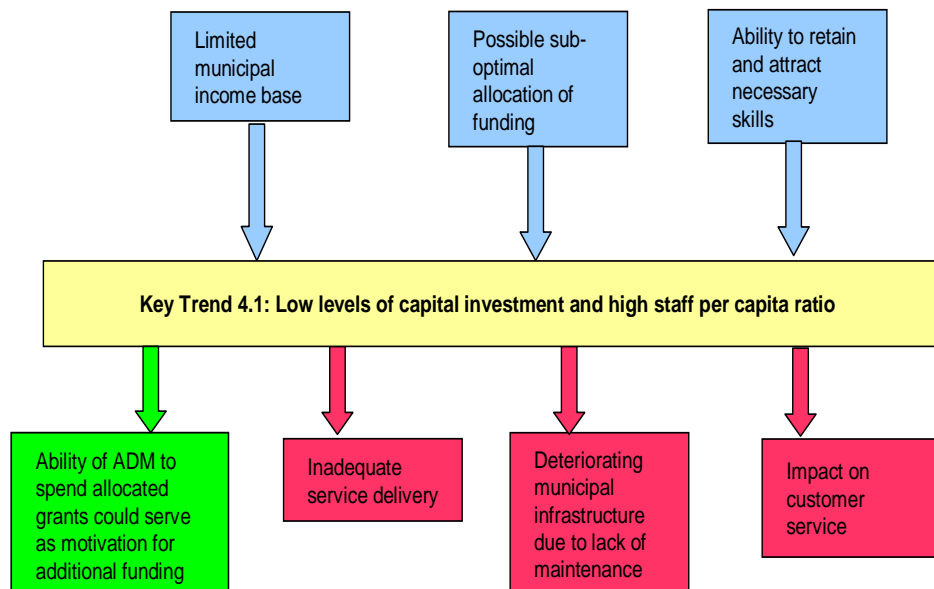 Limited
municipal
income base
Possible sub-
optimal
allocation of
funding
Ability to retain
and attract
necessary
skills
Key Trend 4.1: Low levels of capital investment and high staff per capita ratio
Ability of ADM to
spend allocated
grants could serve
as motivation for
additional funding
Inadequate
service delivery
Deteriorating
municipal
infrastructure
due to lack of
maintenance
Impact on
customer
service